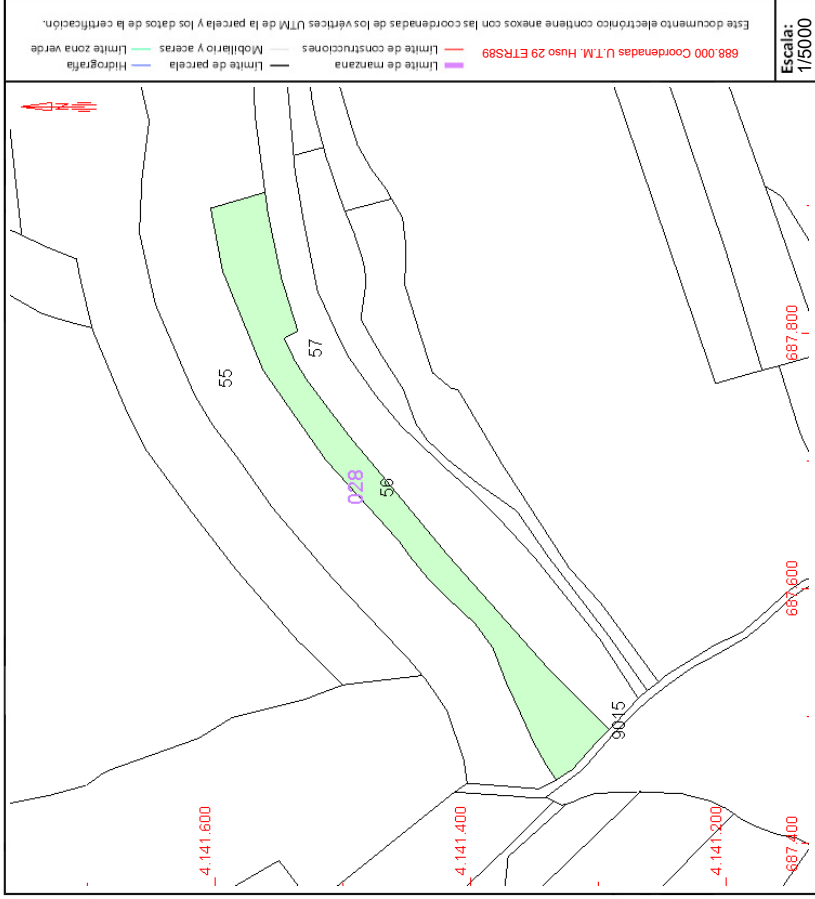 Escala:
1/5000
688.000 Coordenadas U.T.M. Huso 29 ETRS89
Límite de manzana
Límite de parcela
Hidrografía
Límite de construcciones
Mobiliario y aceras
Límite zona verde
Este documento electrónico contiene anexos con las coordenadas de los vértices UTM de la parcela y los datos de la certificación.
55
57
028
56
9015
687.800
687.600
687.400
4.141.600
4.141.400
4.141.200